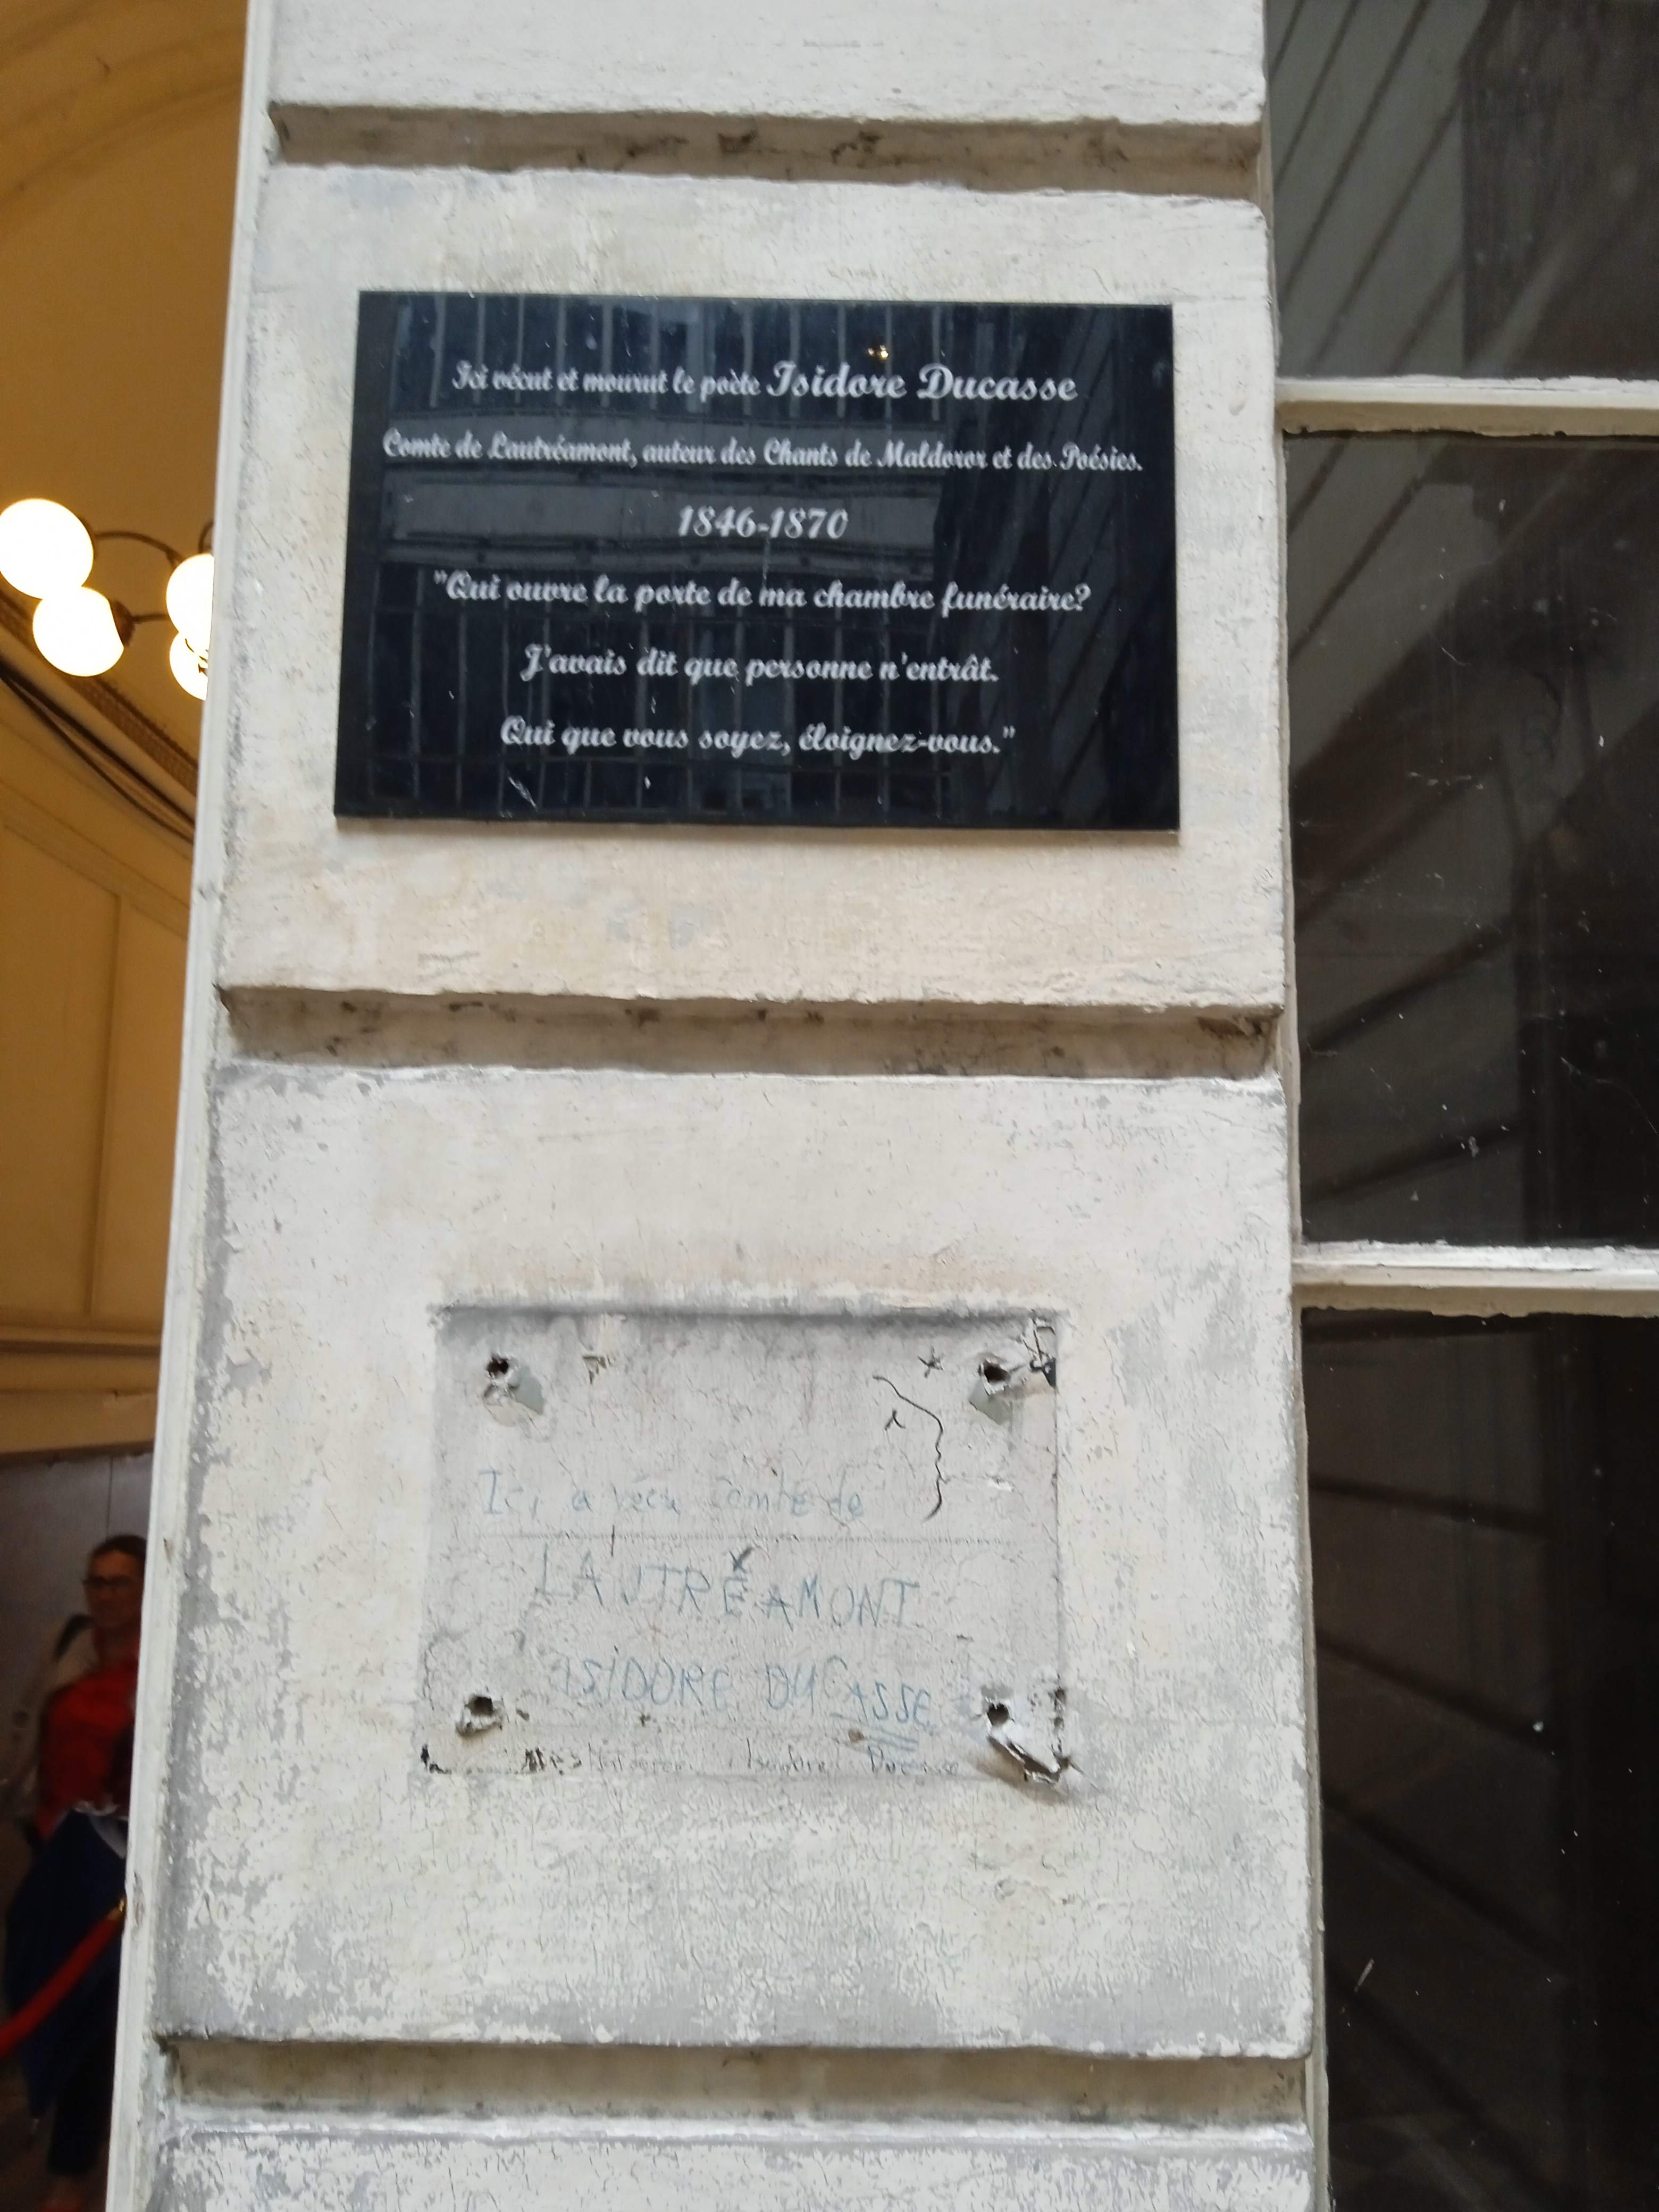 Ici vécut et mourut le poète Isidore Ducasse
Comte de Lautréamont, auteur des Chants de Maldoror et des Poésies.
1846-1870
"Qui ouvre la porte de ma chambre funéraire?
J'avais dit que personne n'entrât.
Qui que vous soyez, éloignez-vous."
Ici a vécu Comte de
LAUTRÉAMONT
ISIDORE DUCASSE
Isidore Ducasse